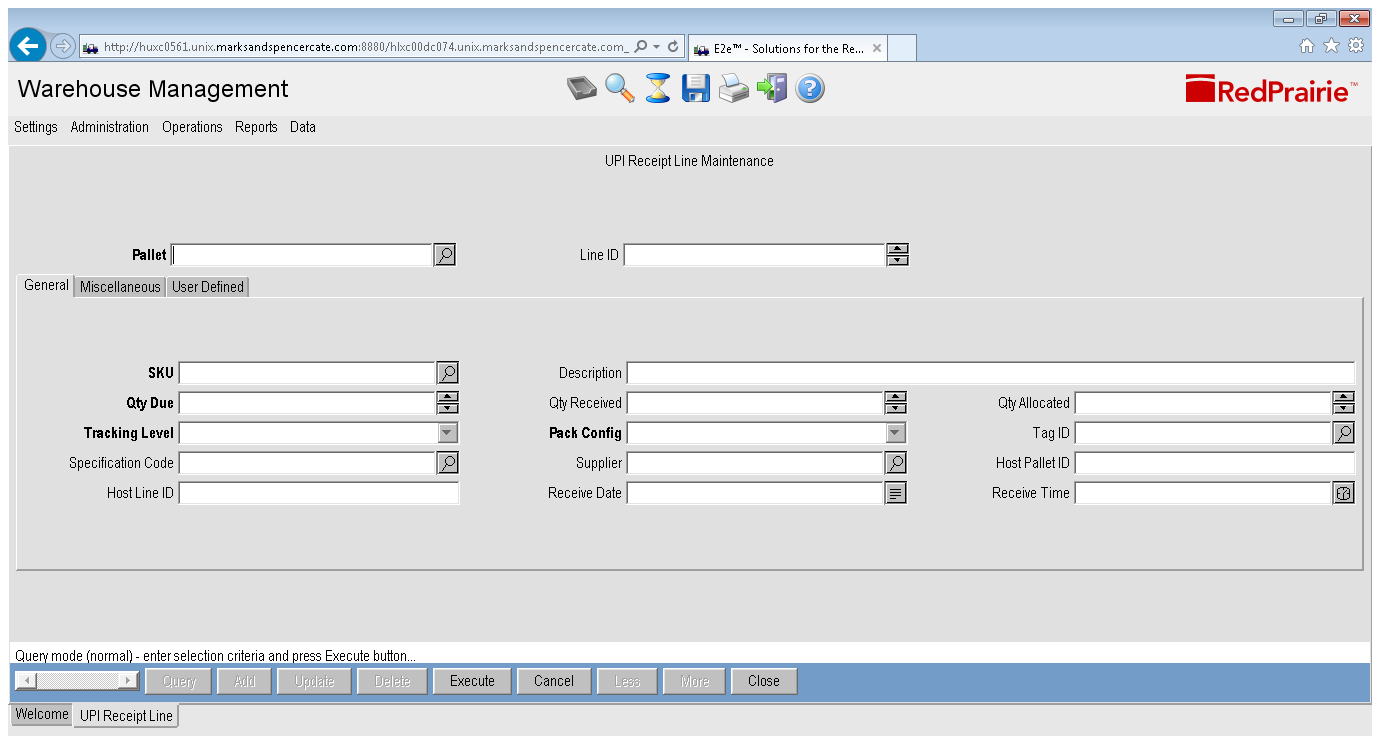 http://huxc0561.unix.marksandspencercate.com:8880/hlxc00dc074.unix.marksandspencercate.com_
E2e™ - Solutions for the Re...
Warehouse Management
RedPrairie™
Settings Administration Operations Reports Data
UPI Receipt Line Maintenance
Pallet Line ID
General Miscellaneous User Defined
SKU Description
Qty Due Qty Received Qty Allocated
Tracking Level Pack Config Tag ID
Specification Code Supplier Host Pallet ID
Host Line ID Receive Date Receive Time
Query mode (normal) - enter selection criteria and press Execute button...
Query Add Update Delete Execute Cancel Less More Close
Welcome UPI Receipt Line